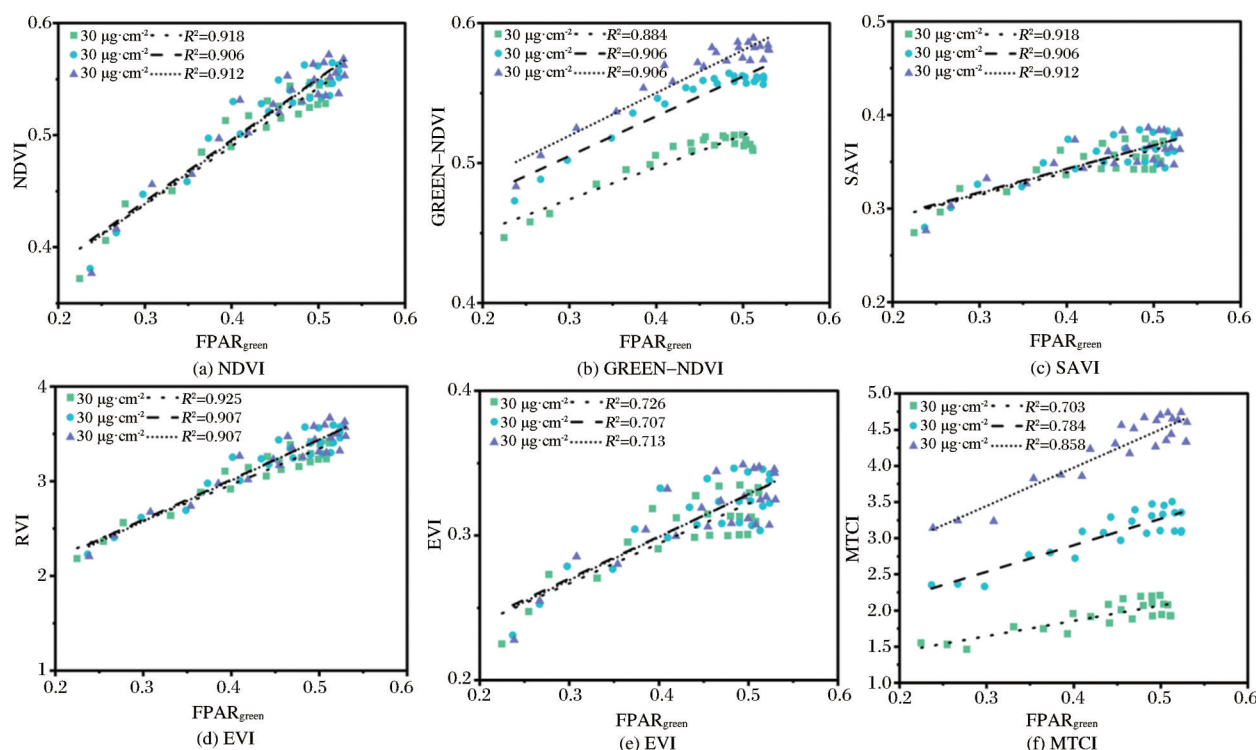 0.6
0.5
0.4
NDVI
30 μg·cm⁻² R²=0.918
30 μg·cm⁻² R²=0.906
30 μg·cm⁻² R²=0.912
0.2 0.3 0.4 0.5 0.6
FPARgreen
(a) NDVI
0.6
0.5
0.4
GREEN–NDVI
30 μg·cm⁻² R²=0.884
30 μg·cm⁻² R²=0.906
30 μg·cm⁻² R²=0.906
0.2 0.3 0.4 0.5 0.6
FPARgreen
(b) GREEN–NDVI
0.5
0.4
0.3
0.2
SAVI
30 μg·cm⁻² R²=0.918
30 μg·cm⁻² R²=0.906
30 μg·cm⁻² R²=0.912
0.2 0.3 0.4 0.5 0.6
FPARgreen
(c) SAVI
4
3
2
1
RVI
30 μg·cm⁻² R²=0.925
30 μg·cm⁻² R²=0.907
30 μg·cm⁻² R²=0.907
0.2 0.3 0.4 0.5 0.6
FPARgreen
(d) EVI
0.4
0.3
0.2
EVI
30 μg·cm⁻² R²=0.726
30 μg·cm⁻² R²=0.707
30 μg·cm⁻² R²=0.713
0.2 0.3 0.4 0.5 0.6
FPARgreen
(e) EVI
5.0
4.5
4.0
3.5
3.0
2.5
2.0
1.5
1.0
MTCI
30 μg·cm⁻² R²=0.703
30 μg·cm⁻² R²=0.784
30 μg·cm⁻² R²=0.858
0.2 0.3 0.4 0.5 0.6
FPARgreen
(f) MTCI